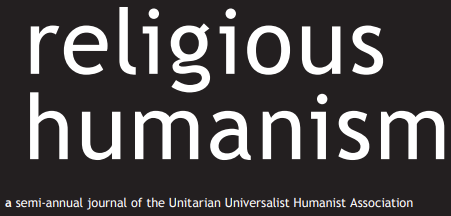 religious
humanism
a semi-annual journal of the Unitarian Universalist Humanist Association